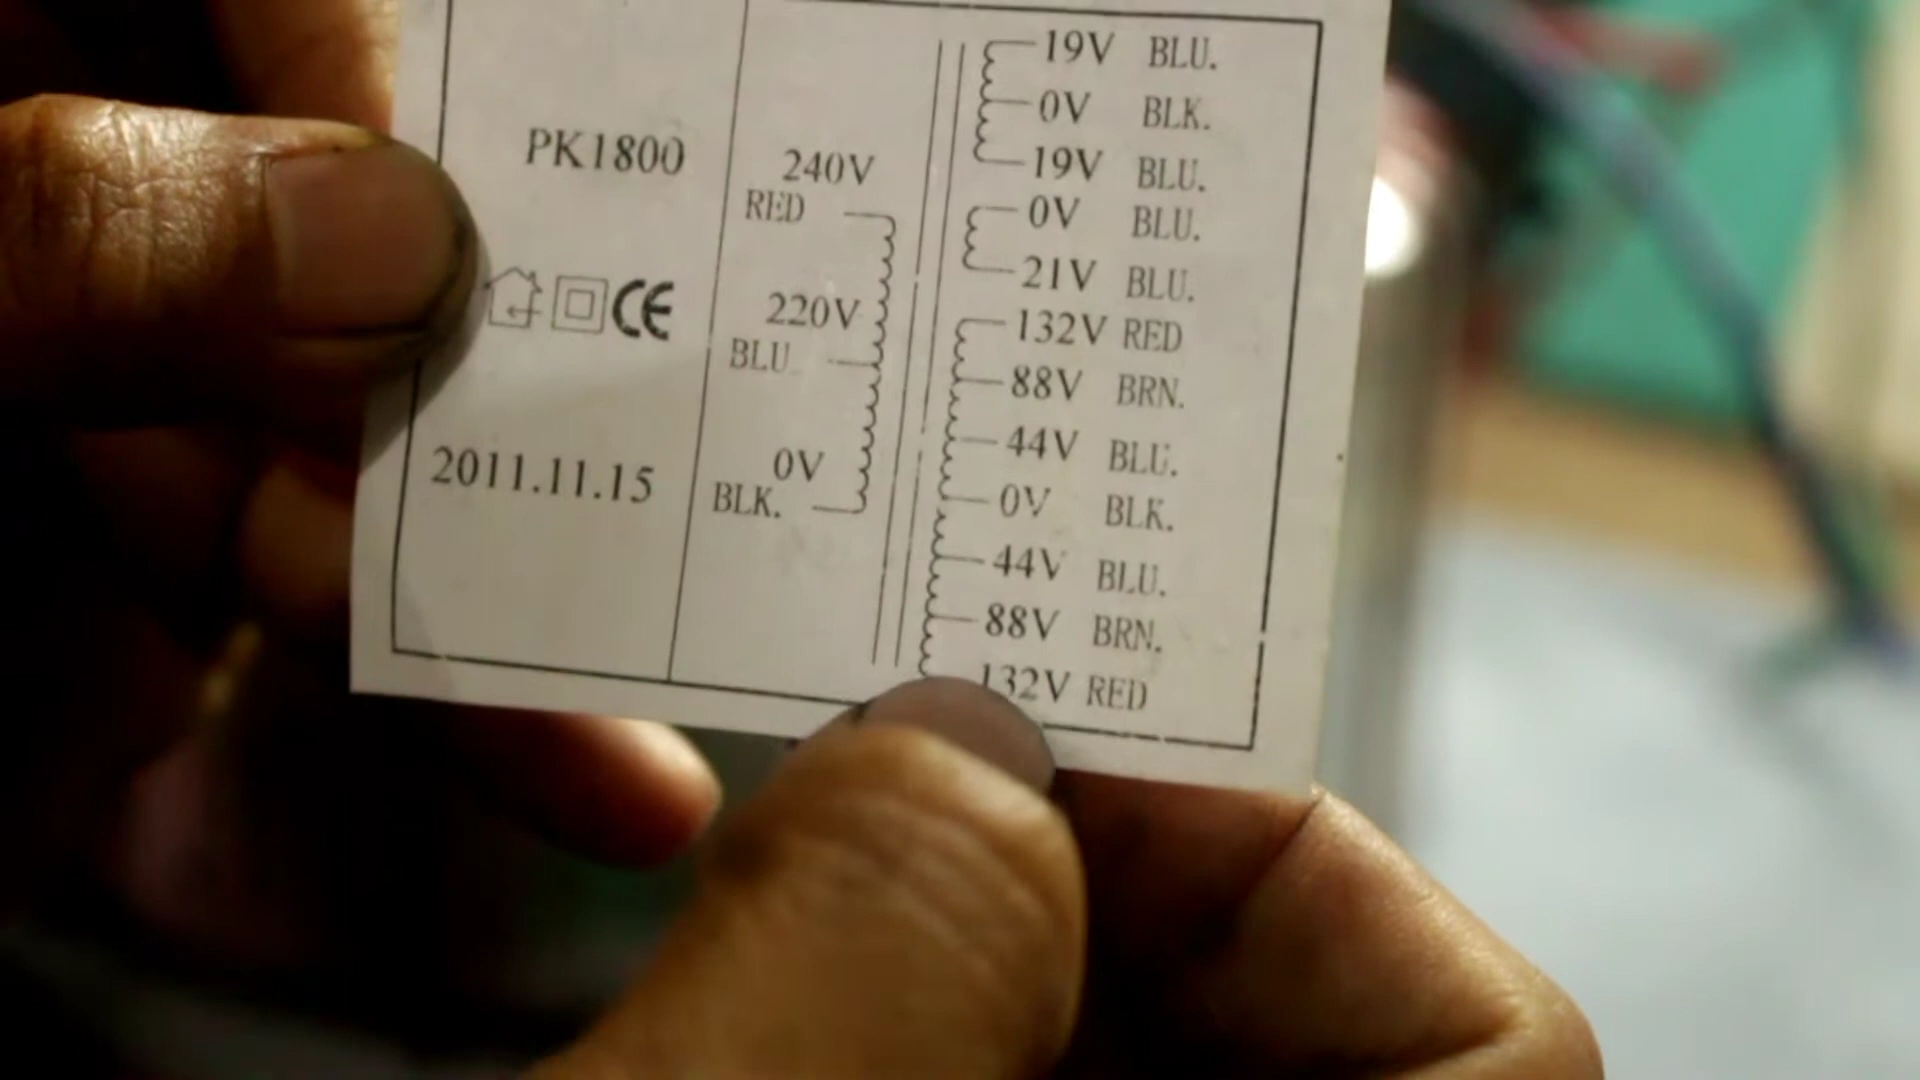 PK1800
CE
2011.11.15
240V
RED
220V
BLU
0V
BLK.
19V BLU.
0V BLK.
19V BLU.
0V BLU.
21V BLU.
132V RED
88V BRN.
44V BLU.
0V BLK.
44V BLU.
88V BRN.
132V RED